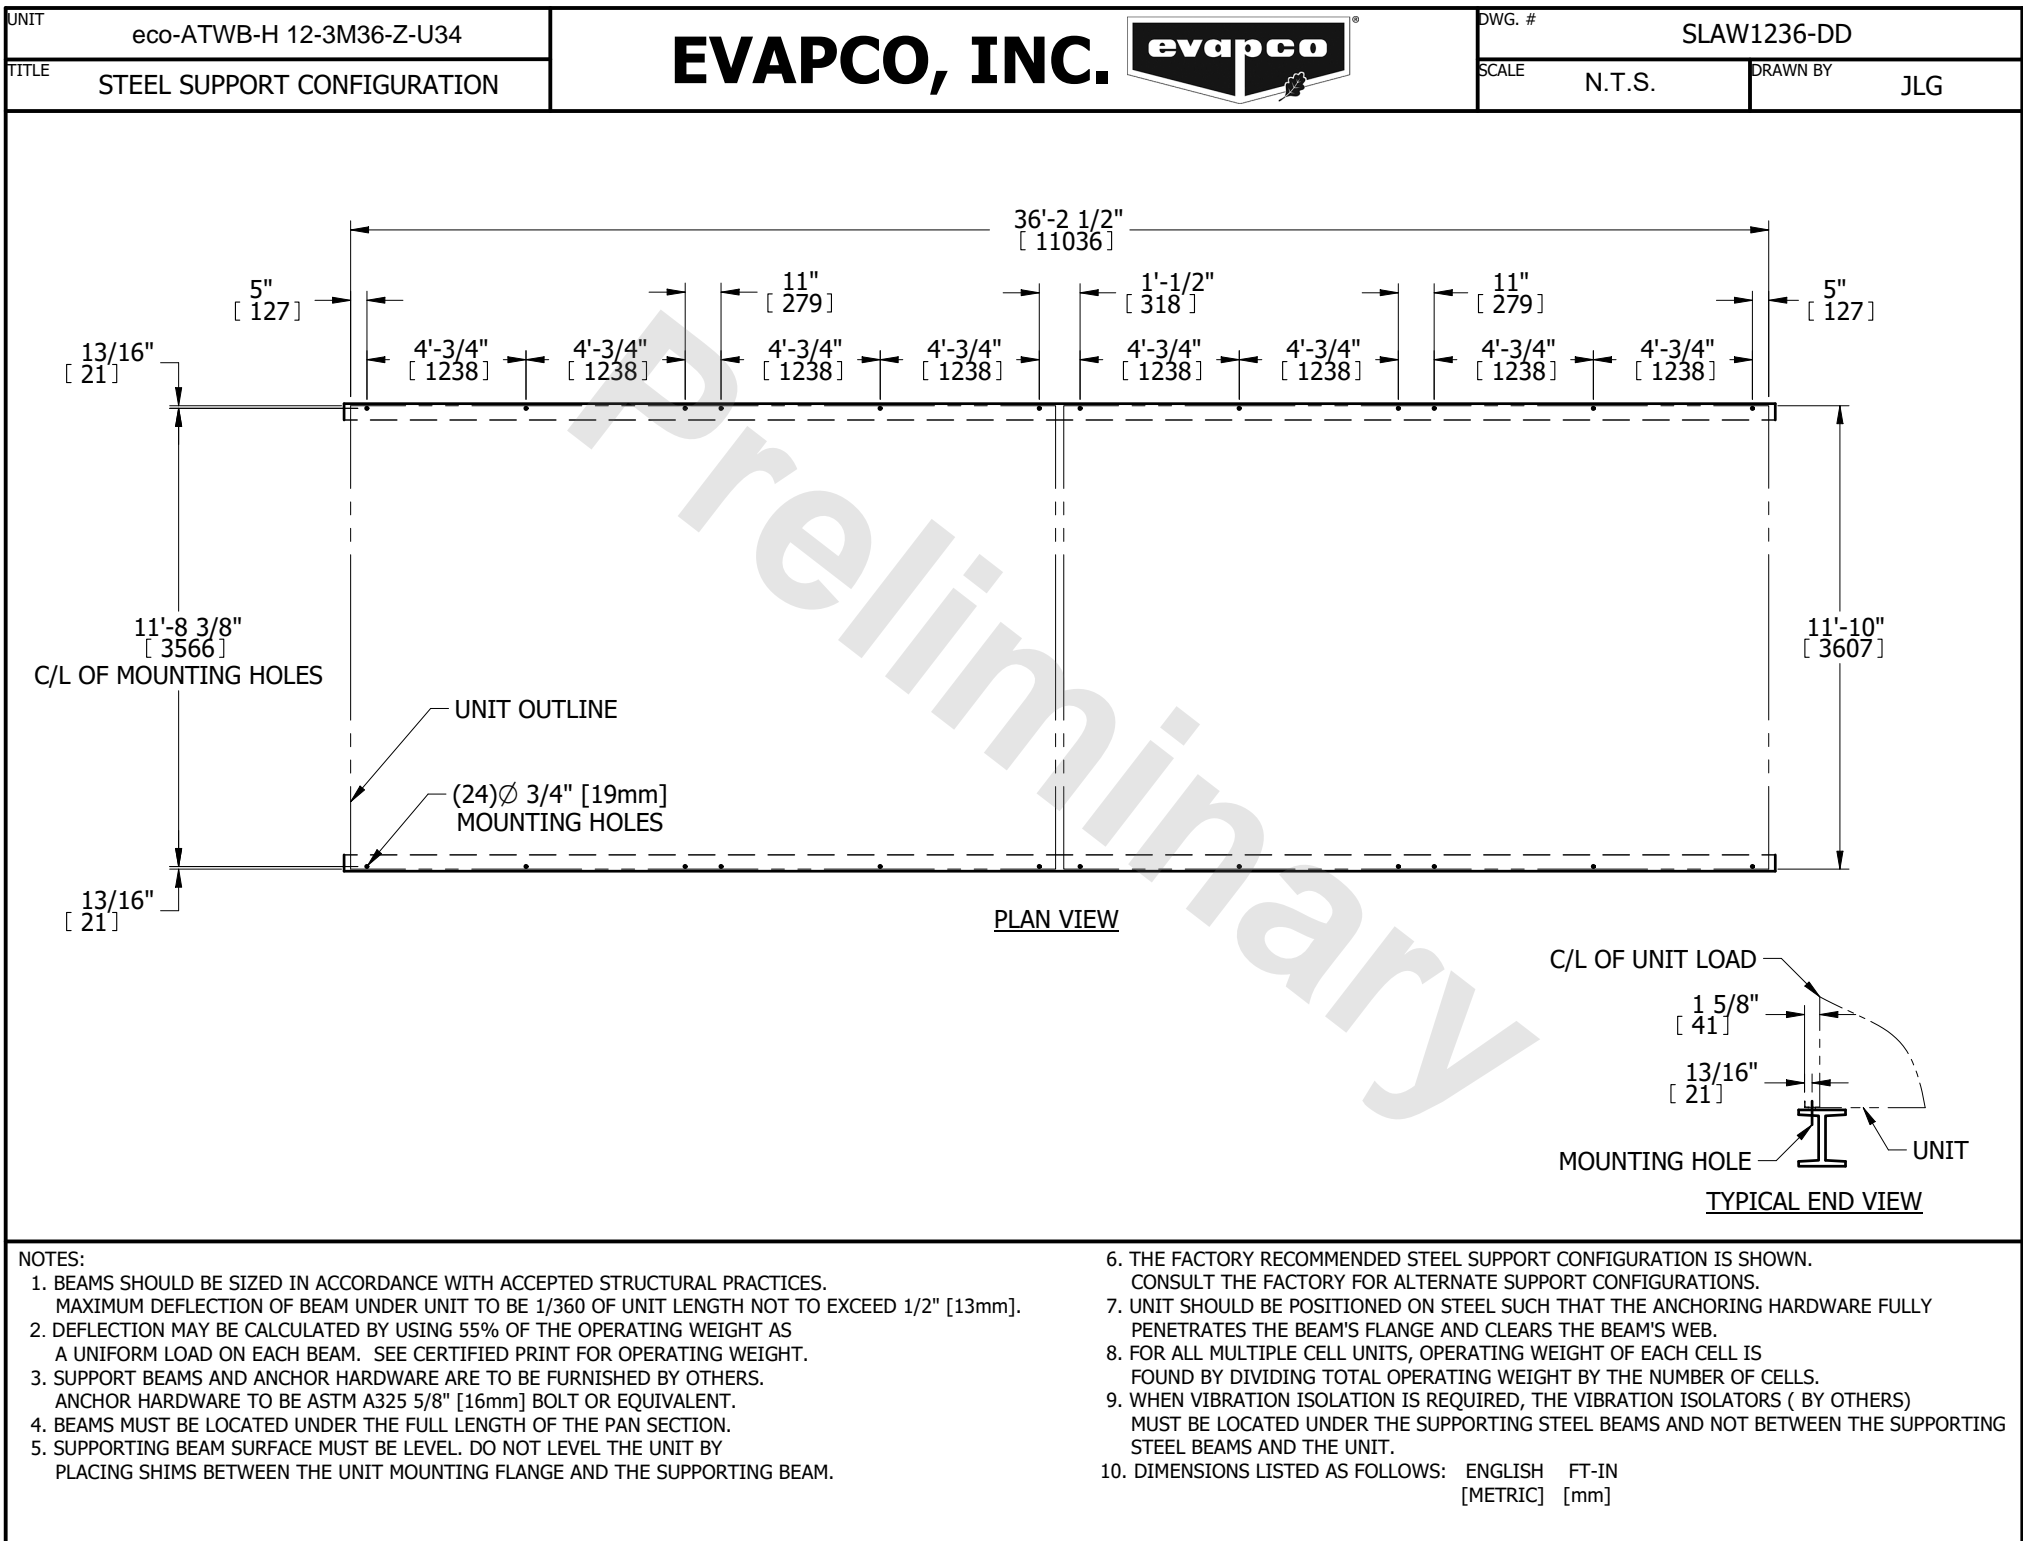 UNIT
eco-ATWB-H 12-3M36-Z-U34
TITLE
STEEL SUPPORT CONFIGURATION
EVAPCO, INC.
evapco
®
DWG. #
SLAW1236-DD
SCALE
N.T.S.
DRAWN BY
JLG
36'-2 1/2"
[ 11036]
5"
[ 127]
11"
[ 279]
1'-1/2"
[ 318 ]
11"
[ 279]
5"
[ 127]
13/16"
[ 21]
4'-3/4"
[ 1238]
4'-3/4"
[ 1238]
4'-3/4"
[ 1238]
4'-3/4"
[ 1238]
4'-3/4"
[ 1238]
4'-3/4"
[ 1238]
4'-3/4"
[ 1238]
4'-3/4"
[ 1238]
11'-8 3/8"
[ 3566]
C/L OF MOUNTING HOLES
11'-10"
[ 3607]
UNIT OUTLINE
(24)∅ 3/4" [19mm]
MOUNTING HOLES
13/16"
[ 21]
PLAN VIEW
Preliminary
C/L OF UNIT LOAD
1 5/8"
[ 41]
13/16"
[ 21]
MOUNTING HOLE
UNIT
TYPICAL END VIEW
NOTES:
1. BEAMS SHOULD BE SIZED IN ACCORDANCE WITH ACCEPTED STRUCTURAL PRACTICES.
MAXIMUM DEFLECTION OF BEAM UNDER UNIT TO BE 1/360 OF UNIT LENGTH NOT TO EXCEED 1/2" [13mm].
2. DEFLECTION MAY BE CALCULATED BY USING 55% OF THE OPERATING WEIGHT AS
A UNIFORM LOAD ON EACH BEAM. SEE CERTIFIED PRINT FOR OPERATING WEIGHT.
3. SUPPORT BEAMS AND ANCHOR HARDWARE ARE TO BE FURNISHED BY OTHERS.
ANCHOR HARDWARE TO BE ASTM A325 5/8" [16mm] BOLT OR EQUIVALENT.
4. BEAMS MUST BE LOCATED UNDER THE FULL LENGTH OF THE PAN SECTION.
5. SUPPORTING BEAM SURFACE MUST BE LEVEL. DO NOT LEVEL THE UNIT BY
PLACING SHIMS BETWEEN THE UNIT MOUNTING FLANGE AND THE SUPPORTING BEAM.
6. THE FACTORY RECOMMENDED STEEL SUPPORT CONFIGURATION IS SHOWN.
CONSULT THE FACTORY FOR ALTERNATE SUPPORT CONFIGURATIONS.
7. UNIT SHOULD BE POSITIONED ON STEEL SUCH THAT THE ANCHORING HARDWARE FULLY
PENETRATES THE BEAM'S FLANGE AND CLEARS THE BEAM'S WEB.
8. FOR ALL MULTIPLE CELL UNITS, OPERATING WEIGHT OF EACH CELL IS
FOUND BY DIVIDING TOTAL OPERATING WEIGHT BY THE NUMBER OF CELLS.
9. WHEN VIBRATION ISOLATION IS REQUIRED, THE VIBRATION ISOLATORS ( BY OTHERS)
MUST BE LOCATED UNDER THE SUPPORTING STEEL BEAMS AND NOT BETWEEN THE SUPPORTING
STEEL BEAMS AND THE UNIT.
10. DIMENSIONS LISTED AS FOLLOWS: ENGLISH FT-IN
[METRIC] [mm]